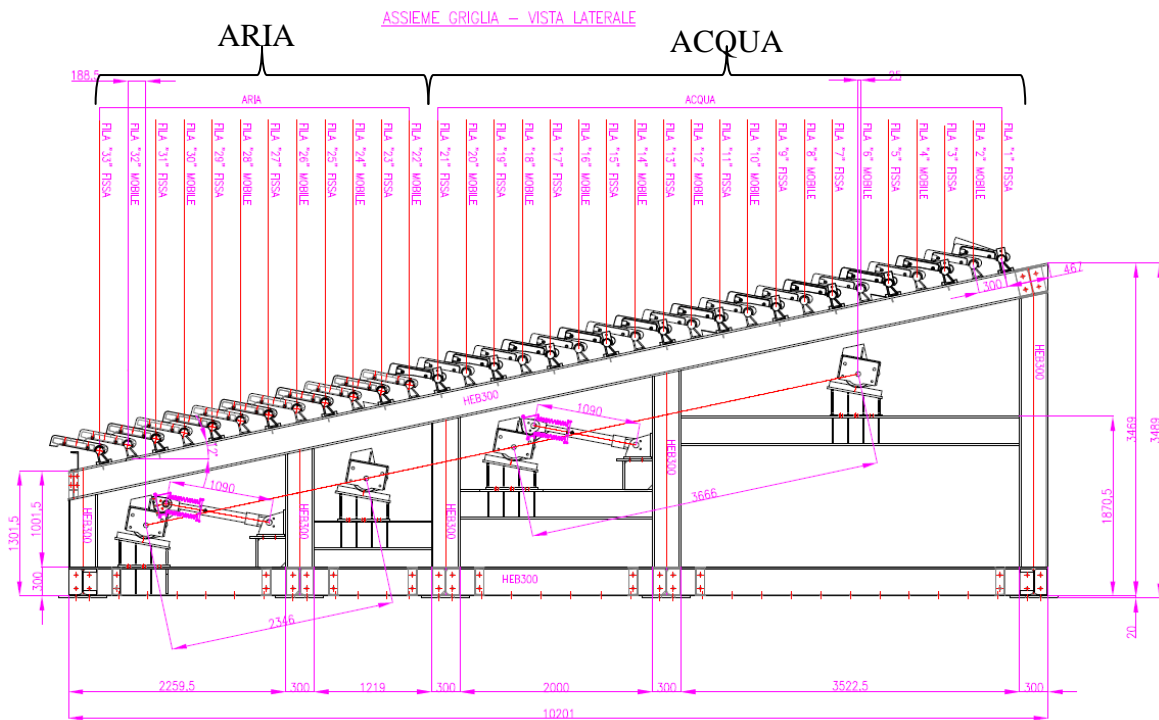 ASSIEME GRIGLIA – VISTA LATERALE
ARIA
ACQUA
188,5
25
ARIA
ACQUA
FILA "33" FISSA
FILA "32" MOBILE
FILA "31" FISSA
FILA "30" MOBILE
FILA "29" FISSA
FILA "28" MOBILE
FILA "27" FISSA
FILA "26" MOBILE
FILA "25" FISSA
FILA "24" MOBILE
FILA "23" FISSA
FILA "22" MOBILE
FILA "21" FISSA
FILA "20" MOBILE
FILA "19" FISSA
FILA "18" MOBILE
FILA "17" FISSA
FILA "16" MOBILE
FILA "15" FISSA
FILA "14" MOBILE
FILA "13" FISSA
FILA "12" MOBILE
FILA "11" FISSA
FILA "10" MOBILE
FILA "9" FISSA
FILA "8" MOBILE
FILA "7" FISSA
FILA "6" MOBILE
FILA "5" FISSA
FILA "4" MOBILE
FILA "3" FISSA
FILA "2" MOBILE
FILA "1" FISSA
467
300
HEB300
HEB300
3469
3489
12°
1090
1090
3666
HEB300
1870,5
1301,5
1001,5
300
HEB300
HEB300
HEB300
HEB300
2346
20
2259,5
300
1219
300
2000
300
3522,5
300
10201